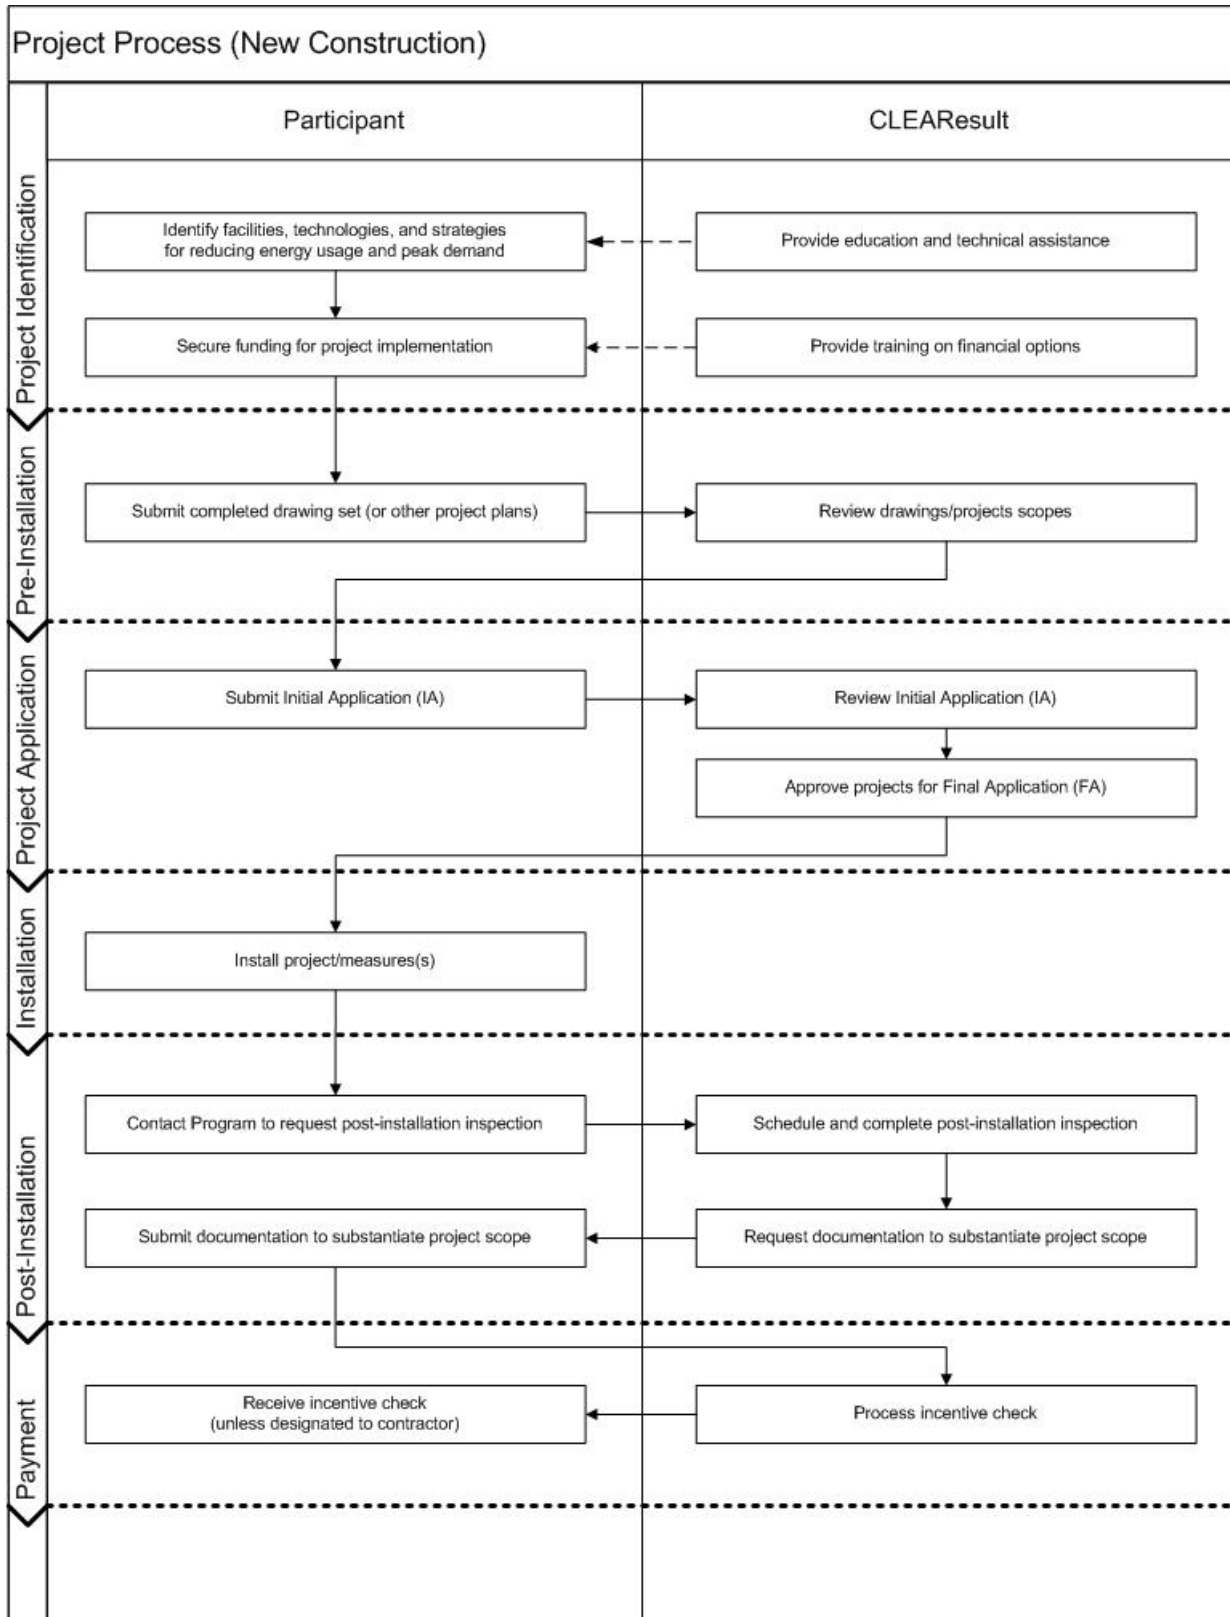 Project Process (New Construction)
Participant
CLEAResult
Project Identification
Identify facilities, technologies, and strategies
for reducing energy usage and peak demand
Provide education and technical assistance
Secure funding for project implementation
Provide training on financial options
Pre-Installation
Submit completed drawing set (or other project plans)
Review drawings/projects scopes
Project Application
Submit Initial Application (IA)
Review Initial Application (IA)
Approve projects for Final Application (FA)
Installation
Install project/measures(s)
Post-Installation
Contact Program to request post-installation inspection
Schedule and complete post-installation inspection
Submit documentation to substantiate project scope
Request documentation to substantiate project scope
Payment
Receive incentive check
(unless designated to contractor)
Process incentive check